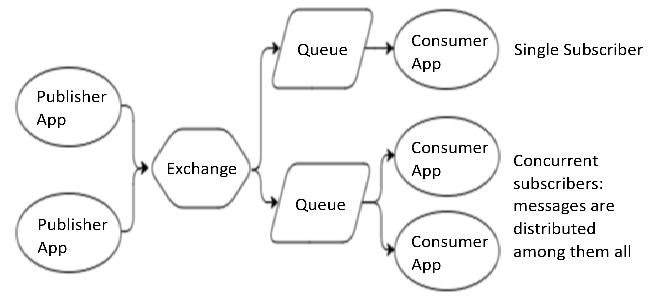 Publisher
App
Publisher
App
Exchange
Queue
Consumer
App
Single Subscriber
Queue
Consumer
App
Consumer
App
Concurrent
subscribers:
messages are
distributed
among them all